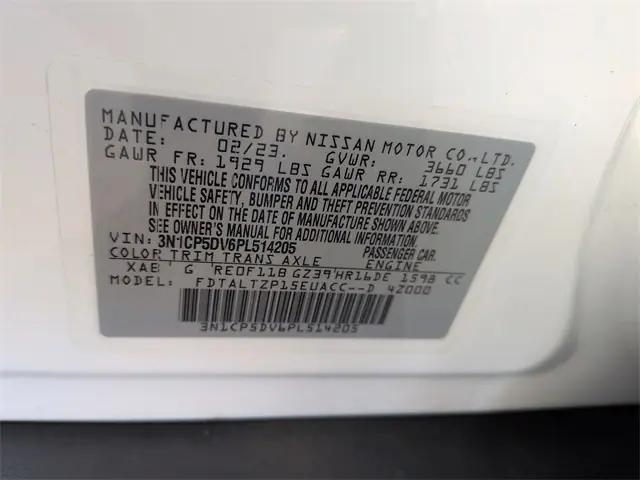 MANUFACTURED BY NISSAN MOTOR CO.,LTD.
DATE: 02/23. GVWR: 3660 LBS
GAWR FR: 1929 LBS GAWR RR: 1731 LBS
THIS VEHICLE CONFORMS TO ALL APPLICABLE FEDERAL MOTOR
VEHICLE SAFETY, BUMPER AND THEFT PREVENTION STANDARDS
IN EFFECT ON THE DATE OF MANUFACTURE SHOWN ABOVE.
SEE OWNER'S MANUAL FOR ADDITIONAL INFORMATION.
VIN: 3N1CP5DV6PL514205 PASSENGER CAR.
COLOR TRIM TRANS AXLE ENGINE
XAB G RE0F11B GZ39 HR16DE 1598 CC
MODEL: FDTALTZP15EUACC--D 4Z000
3N1CP5DV6PL514205